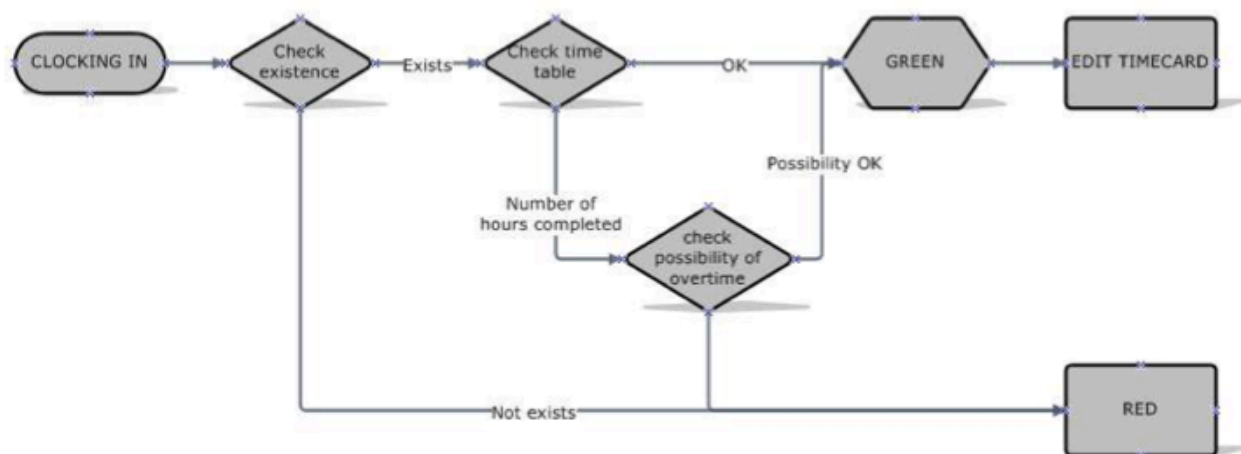 CLOCKING IN
Check
existence
Exists
Check time
table
OK
GREEN
EDIT TIMECARD
Possibility OK
Number of
hours completed
check
possibility of
overtime
Not exists
RED